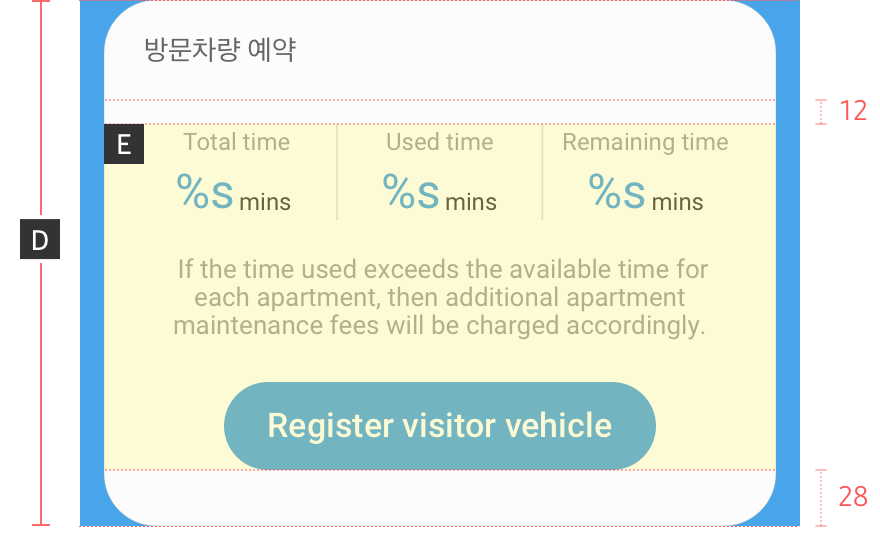 방문차량 예약
12
E
Total time Used time Remaining time
%s mins %s mins %s mins
D
If the time used exceeds the available time for
each apartment, then additional apartment
maintenance fees will be charged accordingly.
Register visitor vehicle
28